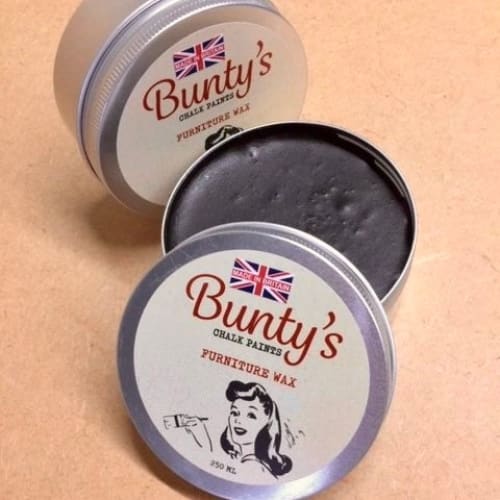 MADE IN BRITAIN
Bunty's
CHALK PAINTS
FURNITURE WAX
MADE IN BRITAIN
Bunty's
CHALK PAINTS
FURNITURE WAX
250 ML